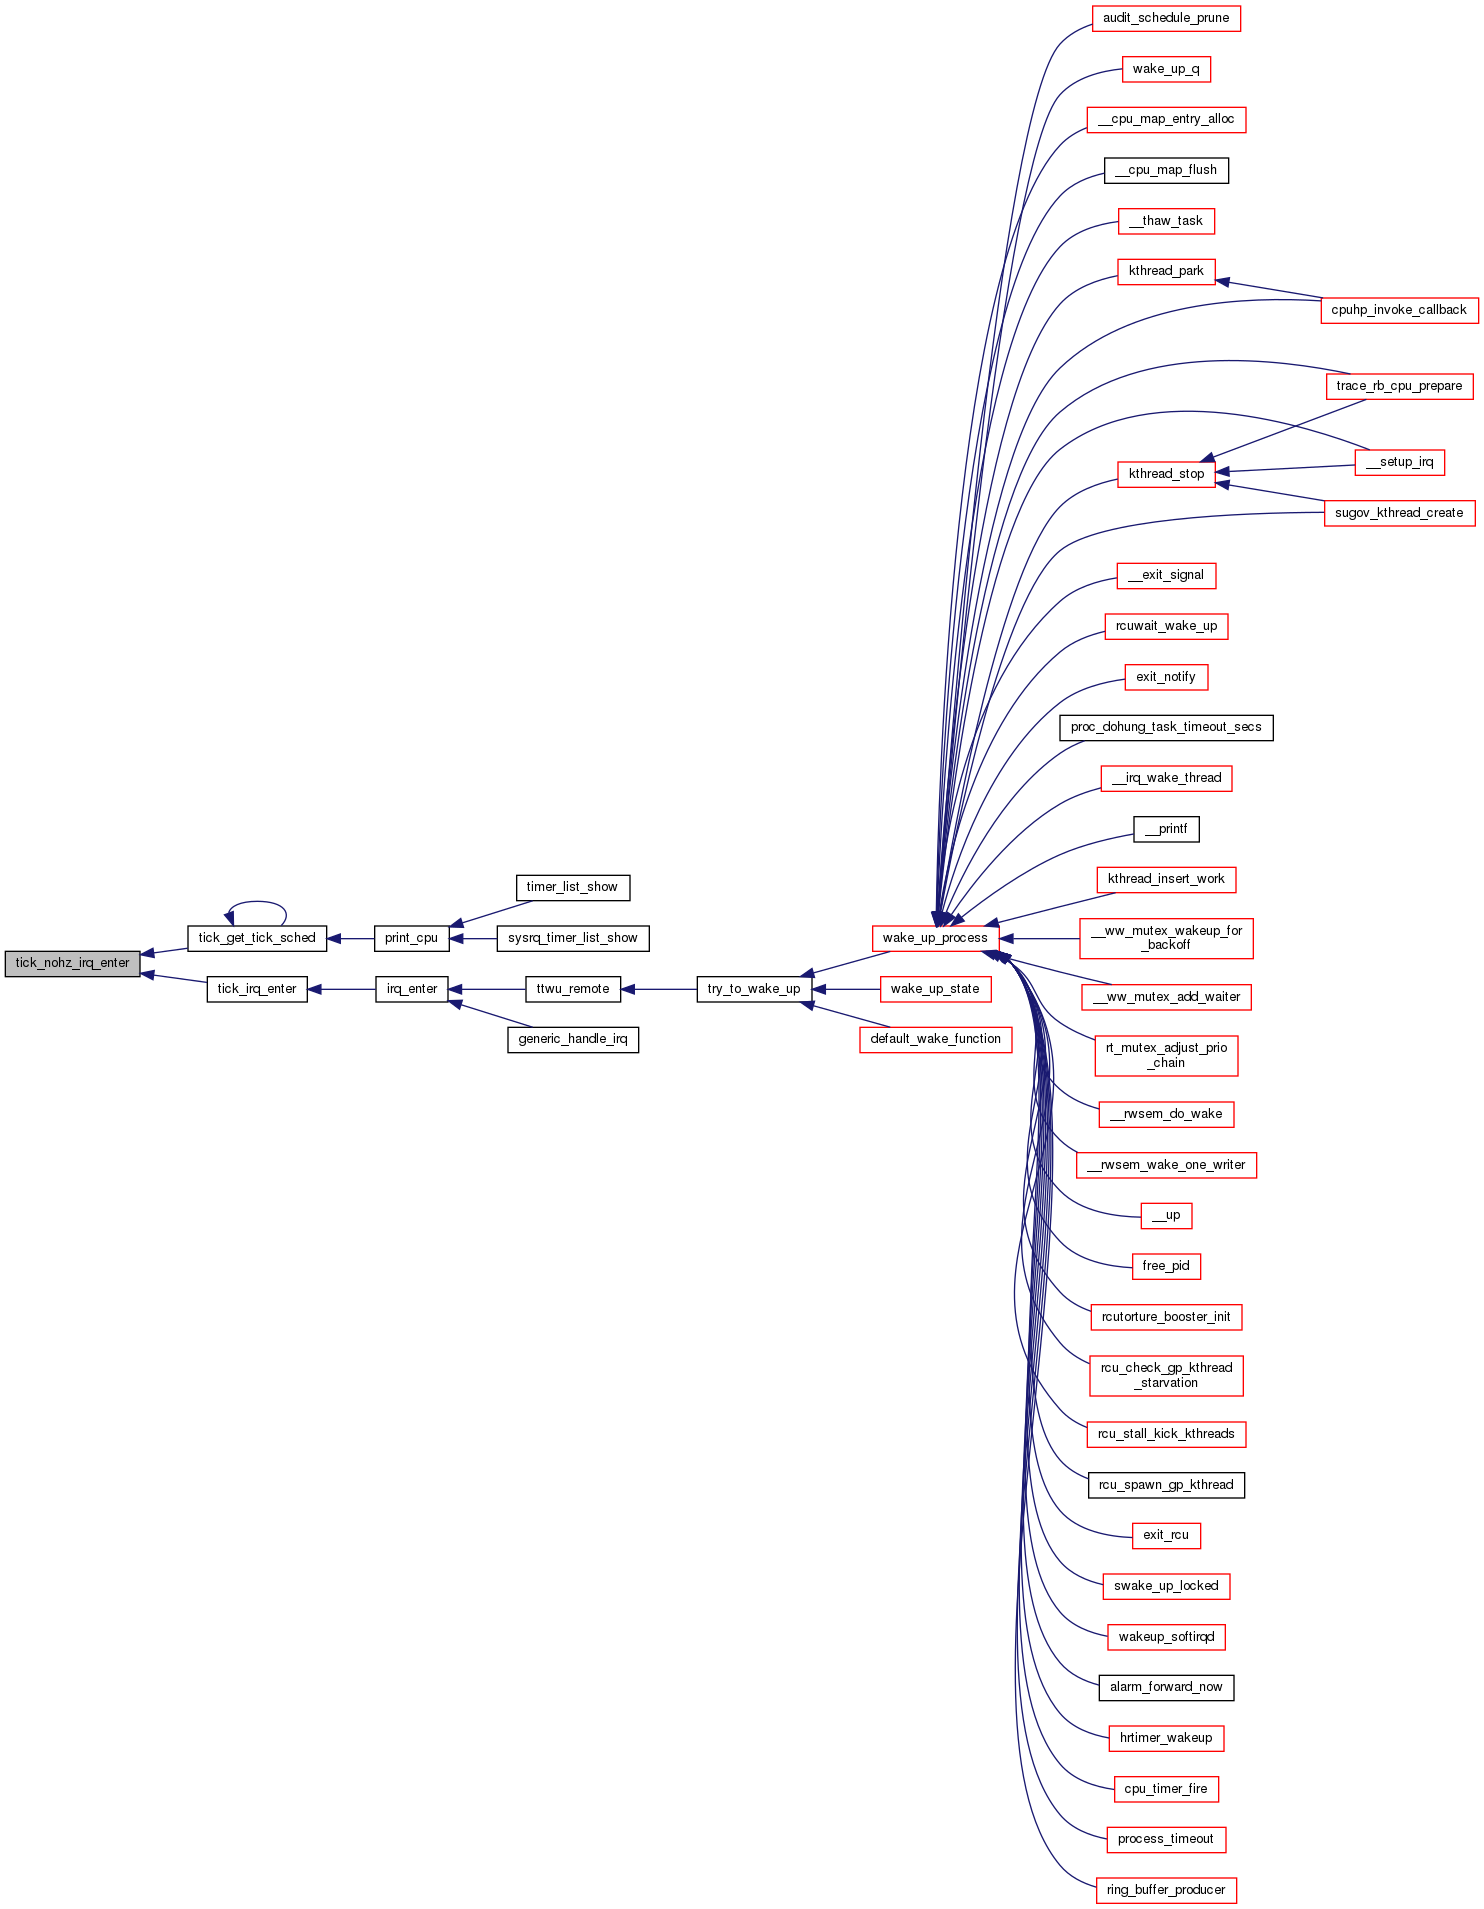 audit_schedule_prune
wake_up_q
__cpu_map_entry_alloc
__cpu_map_flush
__thaw_task
kthread_park
cpuhp_invoke_callback
trace_rb_cpu_prepare
__setup_irq
kthread_stop
sugov_kthread_create
__exit_signal
rcuwait_wake_up
exit_notify
proc_dohung_task_timeout_secs
__irq_wake_thread
__printf
timer_list_show
kthread_insert_work
tick_get_tick_sched
print_cpu
sysrq_timer_list_show
wake_up_process
__ww_mutex_wakeup_for
_backoff
tick_nohz_irq_enter
tick_irq_enter
irq_enter
ttwu_remote
try_to_wake_up
wake_up_state
__ww_mutex_add_waiter
generic_handle_irq
default_wake_function
rt_mutex_adjust_prio
_chain
__rwsem_do_wake
__rwsem_wake_one_writer
__up
free_pid
rcutorture_booster_init
rcu_check_gp_kthread
_starvation
rcu_stall_kick_kthreads
rcu_spawn_gp_kthread
exit_rcu
swake_up_locked
wakeup_softirqd
alarm_forward_now
hrtimer_wakeup
cpu_timer_fire
process_timeout
ring_buffer_producer